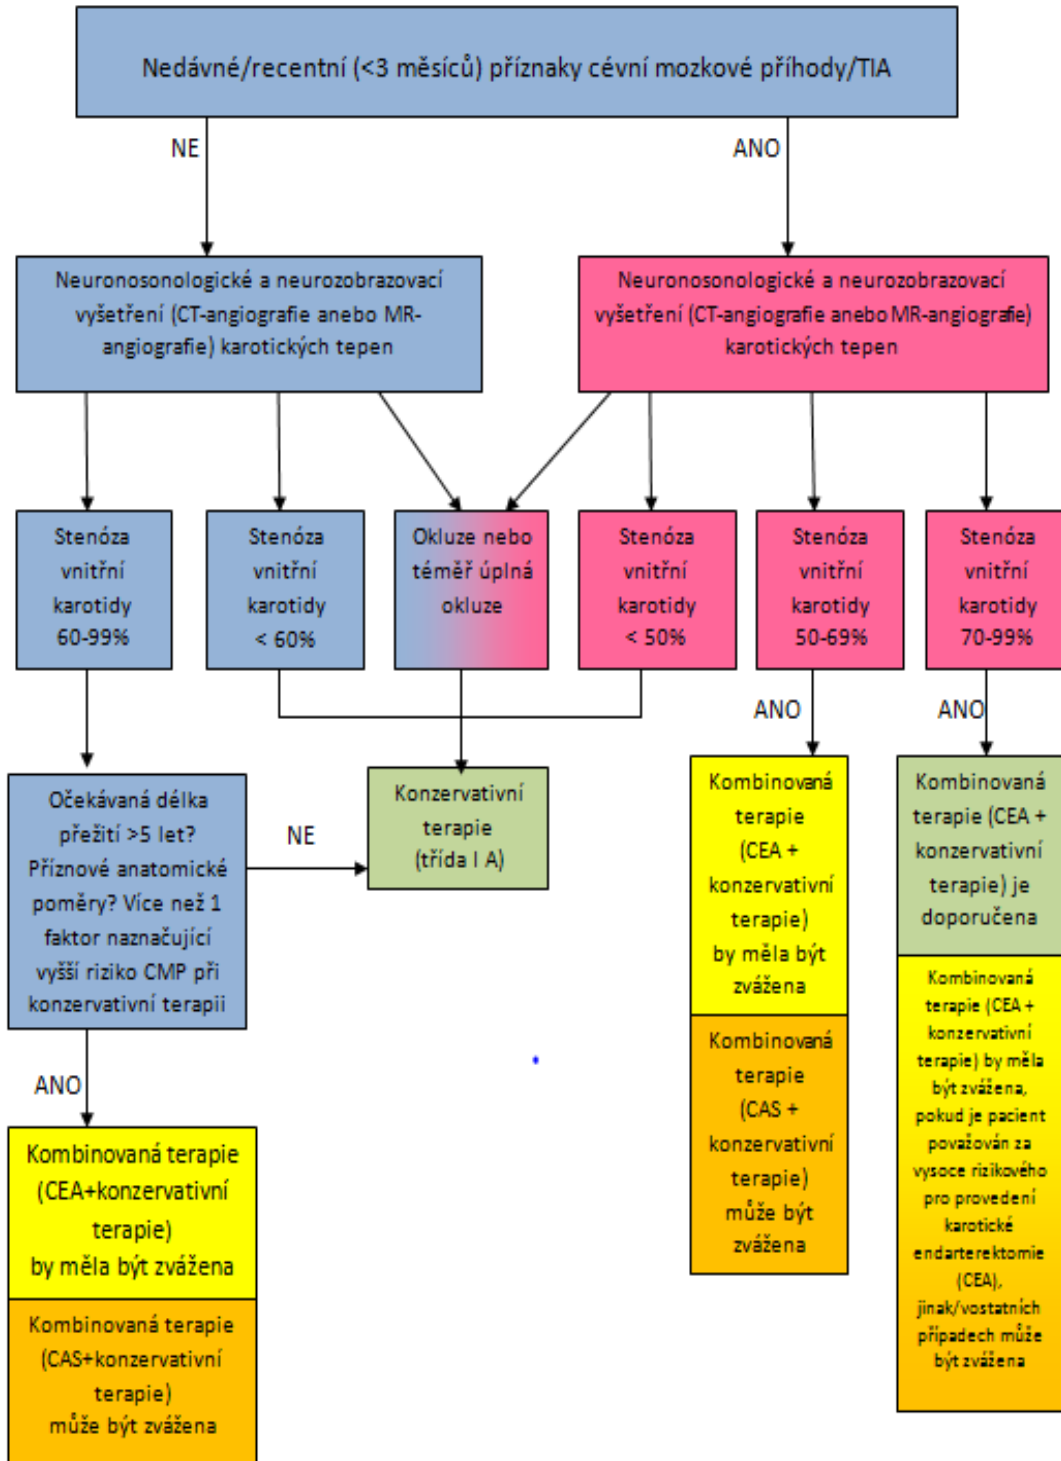 Nedávné/recentní (<3 měsíců) příznaky cévní mozkové příhody/TIA
NE
ANO
Neuronosonologické a neurozobrazovací
vyšetření (CT-angiografie anebo MR-
angiografie) karotických tepen
Neuronosonologické a neurozobrazovací
vyšetření (CT-angiografie anebo MR-angiografie)
karotických tepen
Stenóza
vnitřní
karotidy
60-99%
Stenóza
vnitřní
karotidy
< 60%
Okluze nebo
téměř úplná
okluze
Stenóza
vnitřní
karotidy
< 50%
Stenóza
vnitřní
karotidy
50-69%
Stenóza
vnitřní
karotidy
70-99%
ANO
ANO
Očekávaná délka
přežití >5 let?
Příznové anatomické
poměry? Více než 1
faktor naznačující
vyšší riziko CMP při
konzervativní terapii
NE
Konzervativní
terapie
(třída I A)
Kombinovaná
terapie
(CEA +
konzervativní
terapie)
by měla být
zvážena
Kombinovaná
terapie
(CAS +
konzervativní
terapie)
může být
zvážena
Kombinovaná
terapie (CEA +
konzervativní
terapie) je
doporučena
Kombinovaná
terapie (CEA +
konzervativní
terapie) by měla
být zvážena,
pokud je pacient
považován za
vysoce rizikového
pro provedení
karotické
endarterektomie
(CEA),
jinak/vostatních
případech může
být zvážena
ANO
Kombinovaná terapie
(CEA+konzervativní
terapie)
by měla být zvážena
Kombinovaná terapie
(CAS+konzervativní
terapie)
může být zvážena